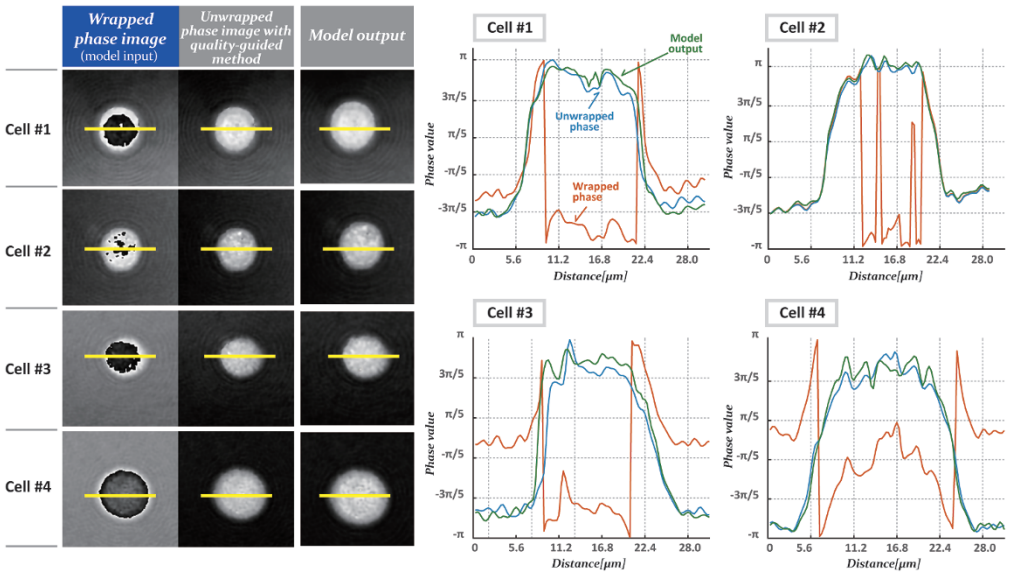 Wrapped
phase image
(model input)
Unwrapped
phase image with
quality-guided
method
Model output
Cell #1
Cell #2
Cell #3
Cell #4
Cell #1
Phase value
π
3π/5
π/5
-π/5
-3π/5
-π
0
5.6
11.2
16.8
22.4
28.0
Distance[μm]
Model
output
Unwrapped
phase
Wrapped
phase
Cell #2
Phase value
π
3π/5
π/5
-π/5
-3π/5
-π
0
5.6
11.2
16.8
22.4
28.0
Distance[μm]
Cell #3
Phase value
π
3π/5
π/5
-π/5
-3π/5
-π
0
5.6
11.2
16.8
22.4
28.0
Distance[μm]
Cell #4
Phase value
π
3π/5
π/5
-π/5
-3π/5
-π
0
5.6
11.2
16.8
22.4
28.0
Distance[μm]